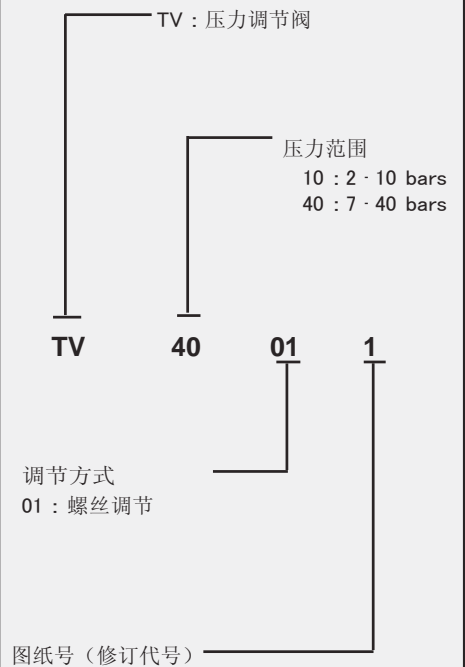 TV：压力调节阀
压力范围
10：2 - 10 bars
40：7 - 40 bars
TV 40 01 1
调节方式
01：螺丝调节
图纸号（修订代号）